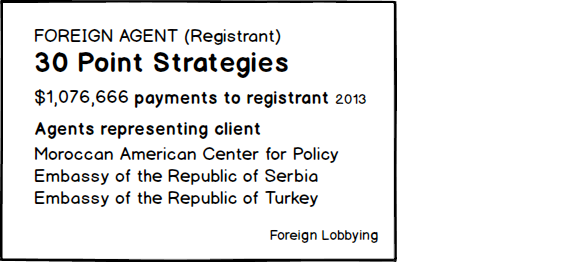 FOREIGN AGENT (Registrant)
30 Point Strategies
$1,076,666 payments to registrant 2013
Agents representing client
Moroccan American Center for Policy
Embassy of the Republic of Serbia
Embassy of the Republic of Turkey
Foreign Lobbying